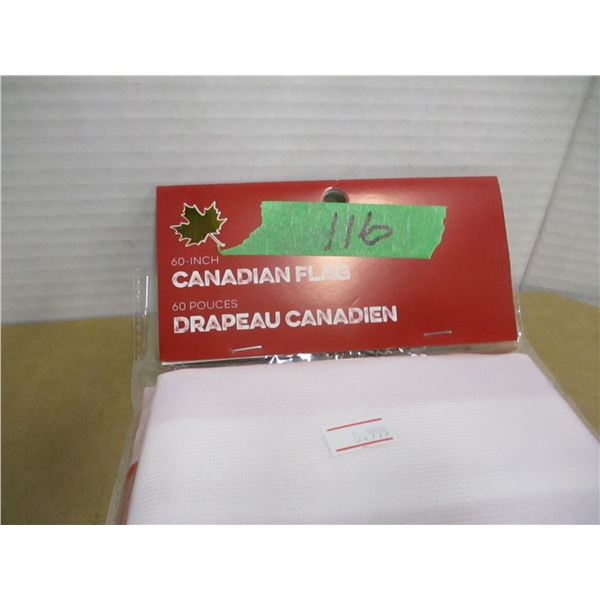 116
60-INCH
CANADIAN FLAG
60 POUCES
DRAPEAU CANADIEN